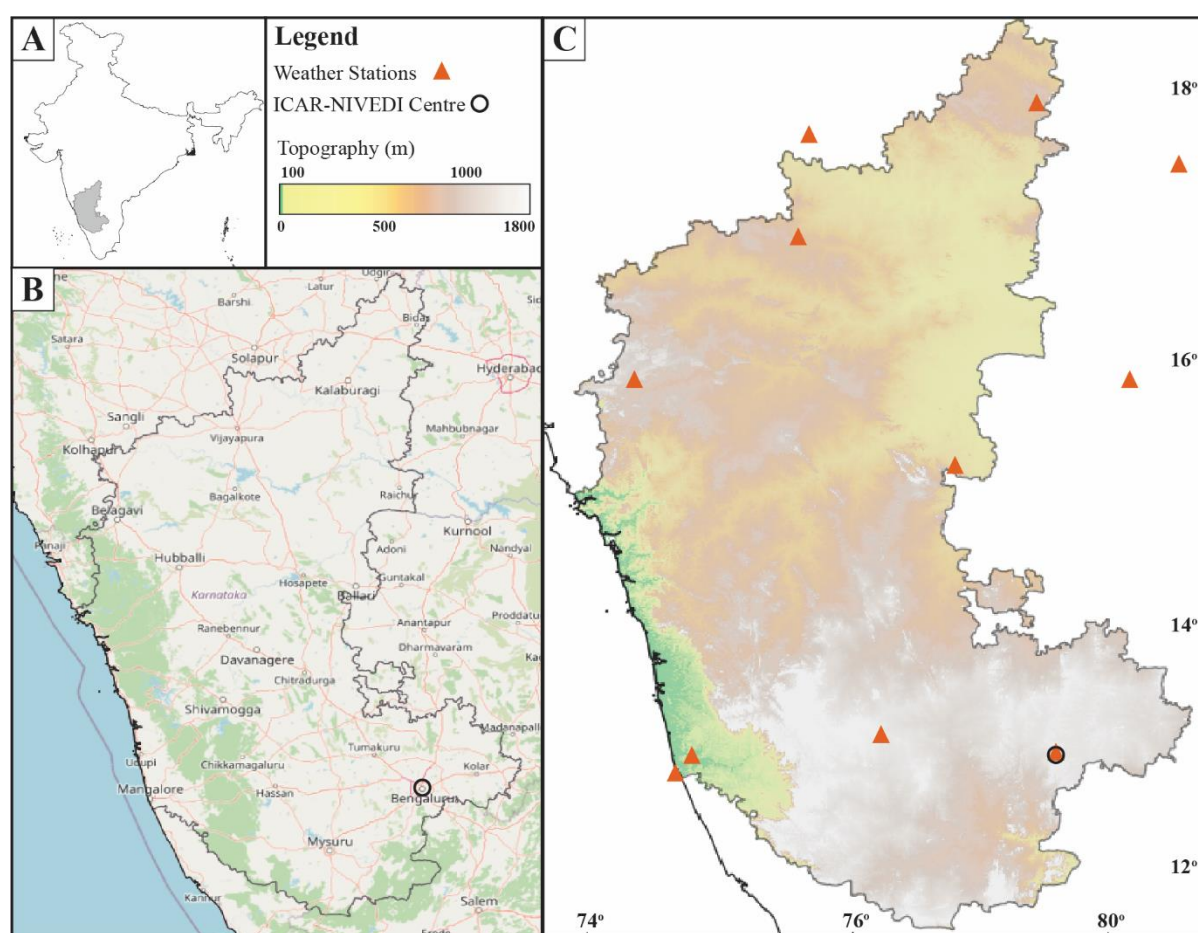 A
Legend
Weather Stations
ICAR-NIVEDI Centre
Topography (m)
100 1000
0 500 1800
B
Latur
Udgir
Barshi
Bidar
Satara
Solapur
Hyderabad
Kalaburagi
Sangli
Kolhapur
Vijayapura
Mahbubnagar
Bagalkote
Raichur
Belagavi
Kurnool
Panaji
Adoni
Nandyal
Hubballi
Hosapete
Guntakal
Karnataka
Ballari
Ranebennur
Anantapur
Proddatur
Davanagere
Dharmavaram
Chitradurga
Shivamogga
Madanapalle
Tumakuru
Udupi
Chikkamagaluru
Kolar
Mangalore
Hassan
Bengaluru
Mysuru
Kannur
Salem
Erode
C
18º
16º
14º
12º
74º 76º 80º